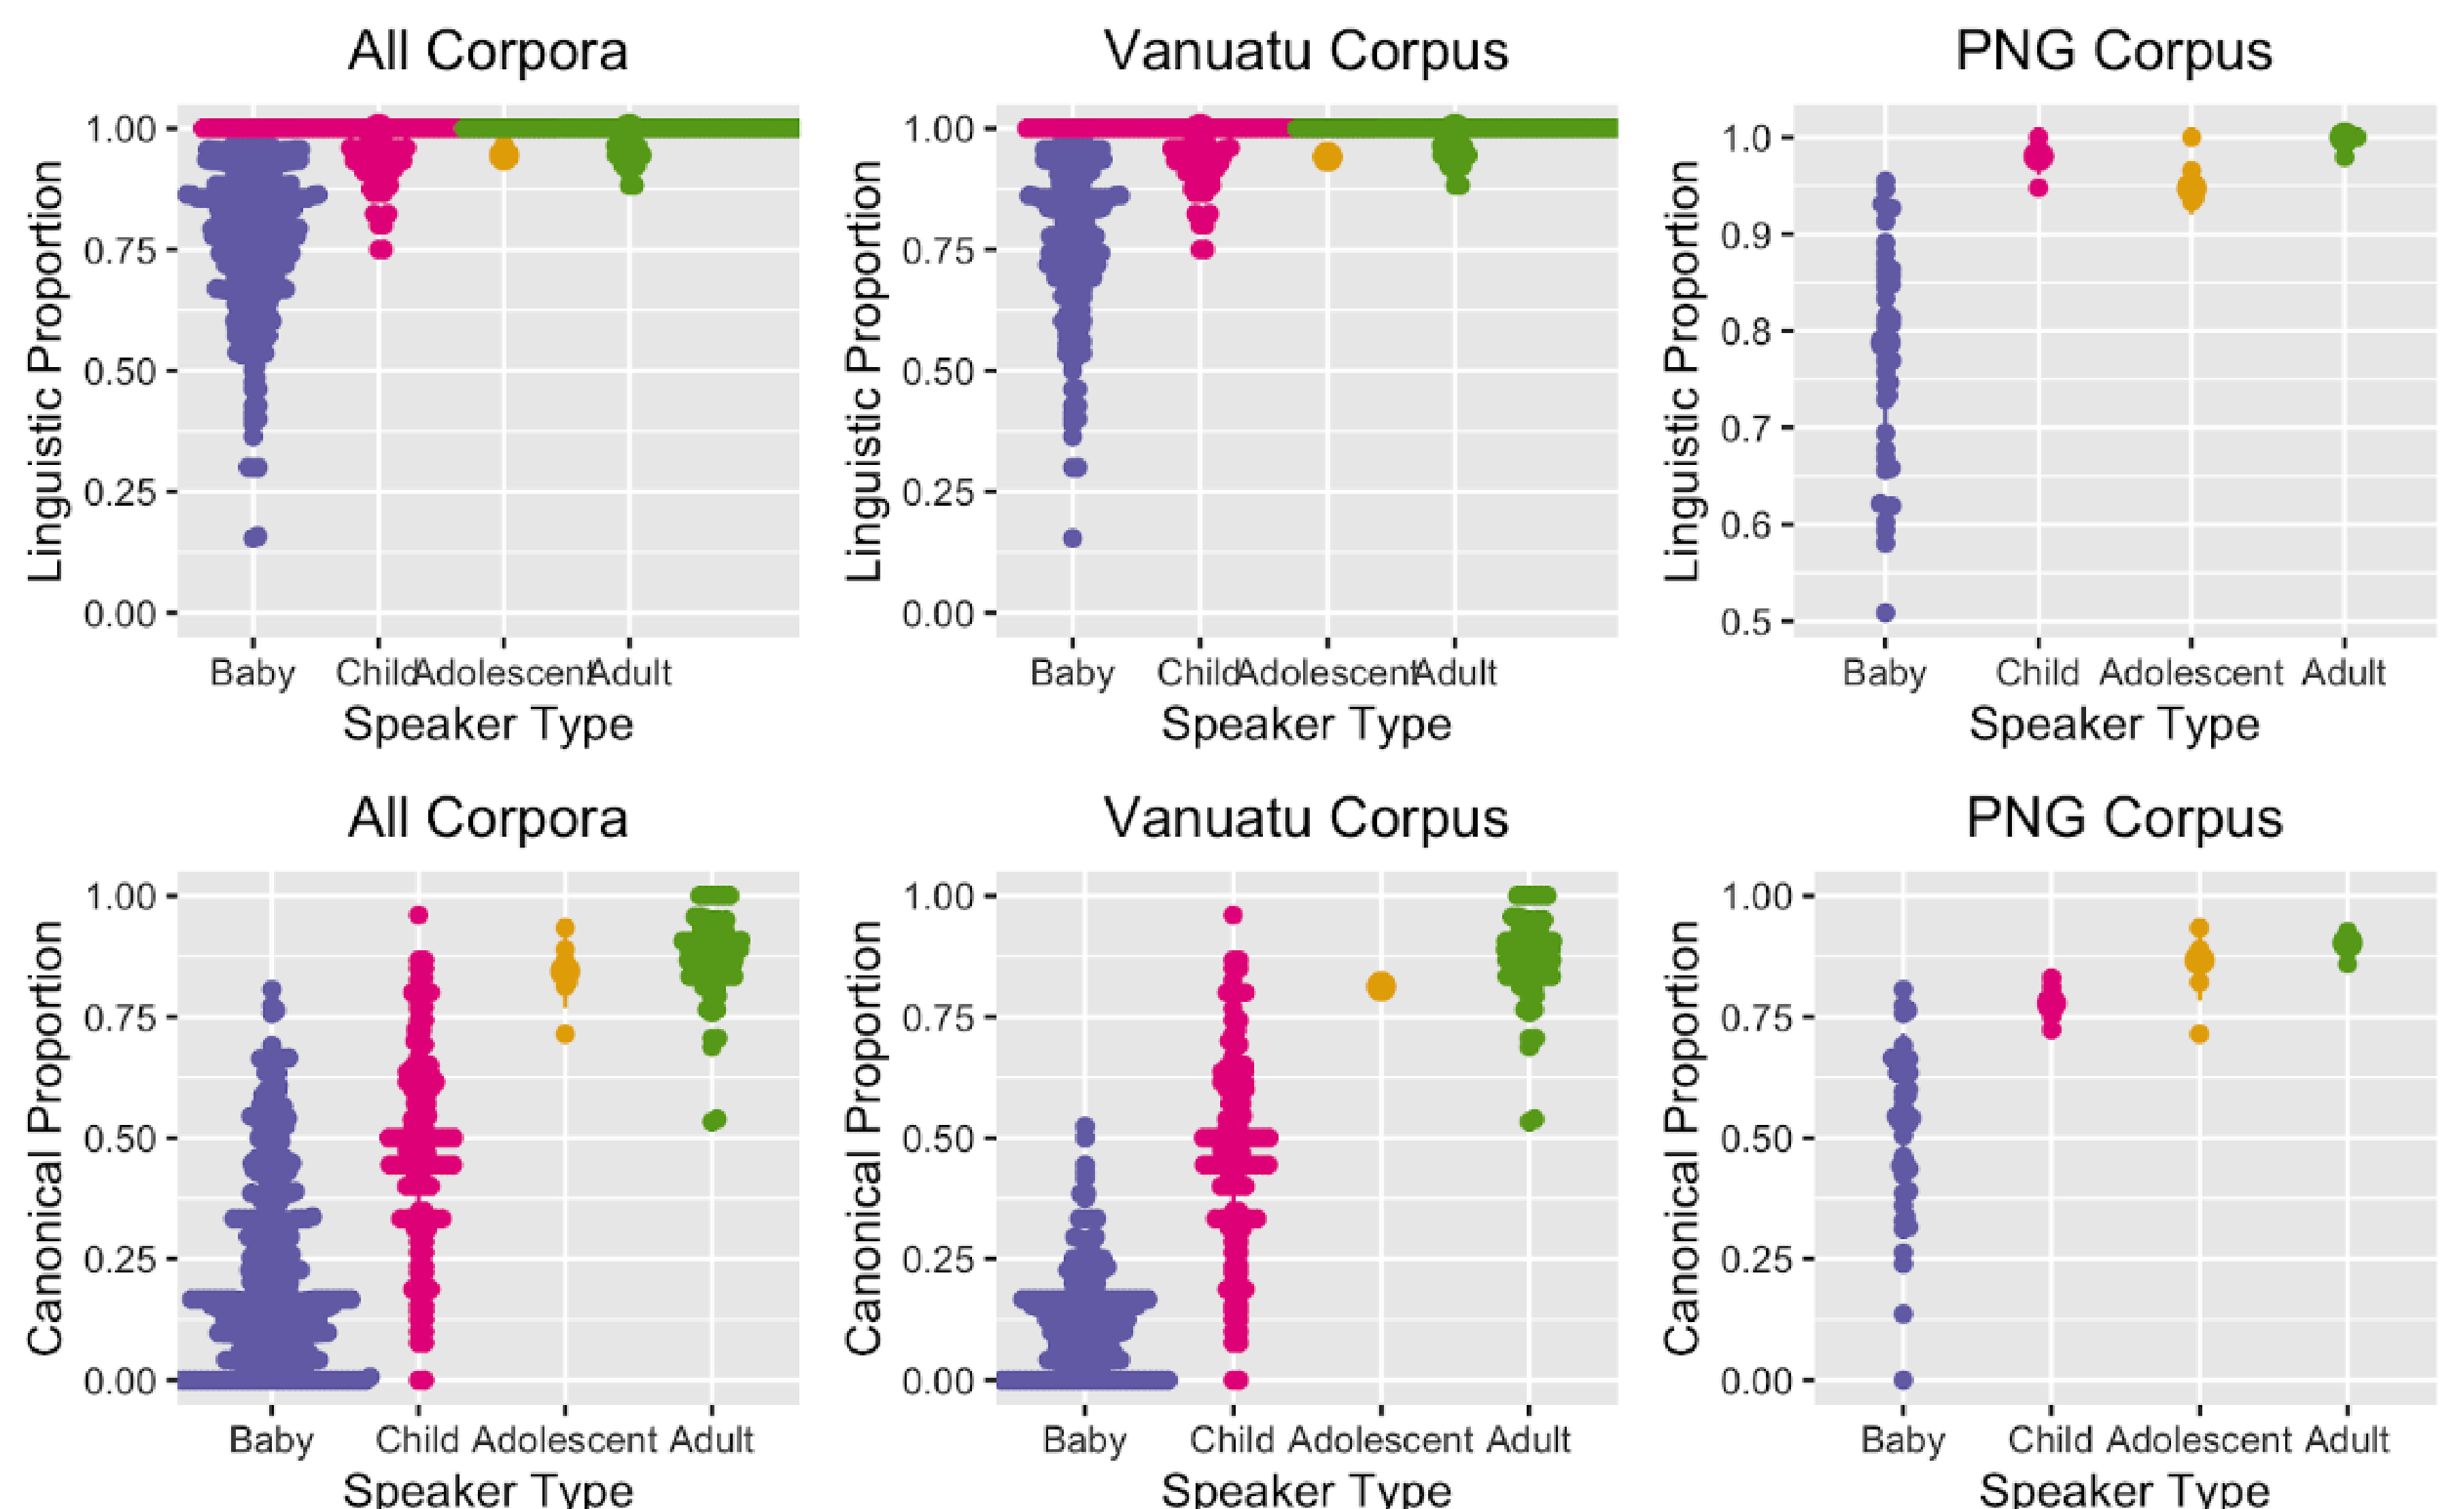 All Corpora
Vanuatu Corpus
PNG Corpus
Linguistic Proportion
1.00
0.75
0.50
0.25
0.00
Baby Child Adolescent Adult
Speaker Type
Linguistic Proportion
1.00
0.75
0.50
0.25
0.00
Baby Child Adolescent Adult
Speaker Type
Linguistic Proportion
1.0
0.9
0.8
0.7
0.6
0.5
Baby Child Adolescent Adult
Speaker Type
All Corpora
Vanuatu Corpus
PNG Corpus
Canonical Proportion
1.00
0.75
0.50
0.25
0.00
Baby Child Adolescent Adult
Speaker Type
Canonical Proportion
1.00
0.75
0.50
0.25
0.00
Baby Child Adolescent Adult
Speaker Type
Canonical Proportion
1.00
0.75
0.50
0.25
0.00
Baby Child Adolescent Adult
Speaker Type